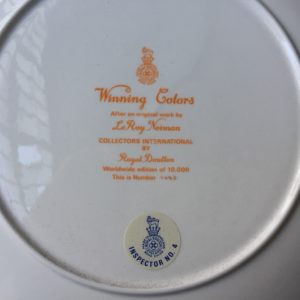 Winning Colors
After an original work by
LeRoy Neiman
COLLECTORS INTERNATIONAL
BY
Royal Doulton
Worldwide edition of 10,000
This is Number
INSPECTOR NO. 4